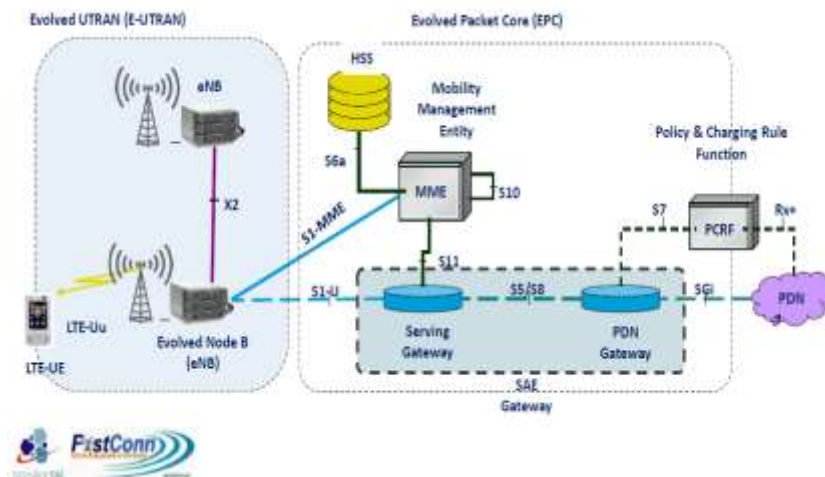 Evolved UTRAN (E-UTRAN)
Evolved Packet Core (EPC)
HSS
eNB
Mobility
Management
Entity
Policy & Charging Rule
Function
S6a
MME
S10
X2
S1-MME
S7
PCRF
Rx+
S11
S1-U
S5/S8
SGi
PDN
LTE-Uu
Evolved Node B
(eNB)
Serving
Gateway
PDN
Gateway
LTE-UE
SAE
Gateway
FastConn